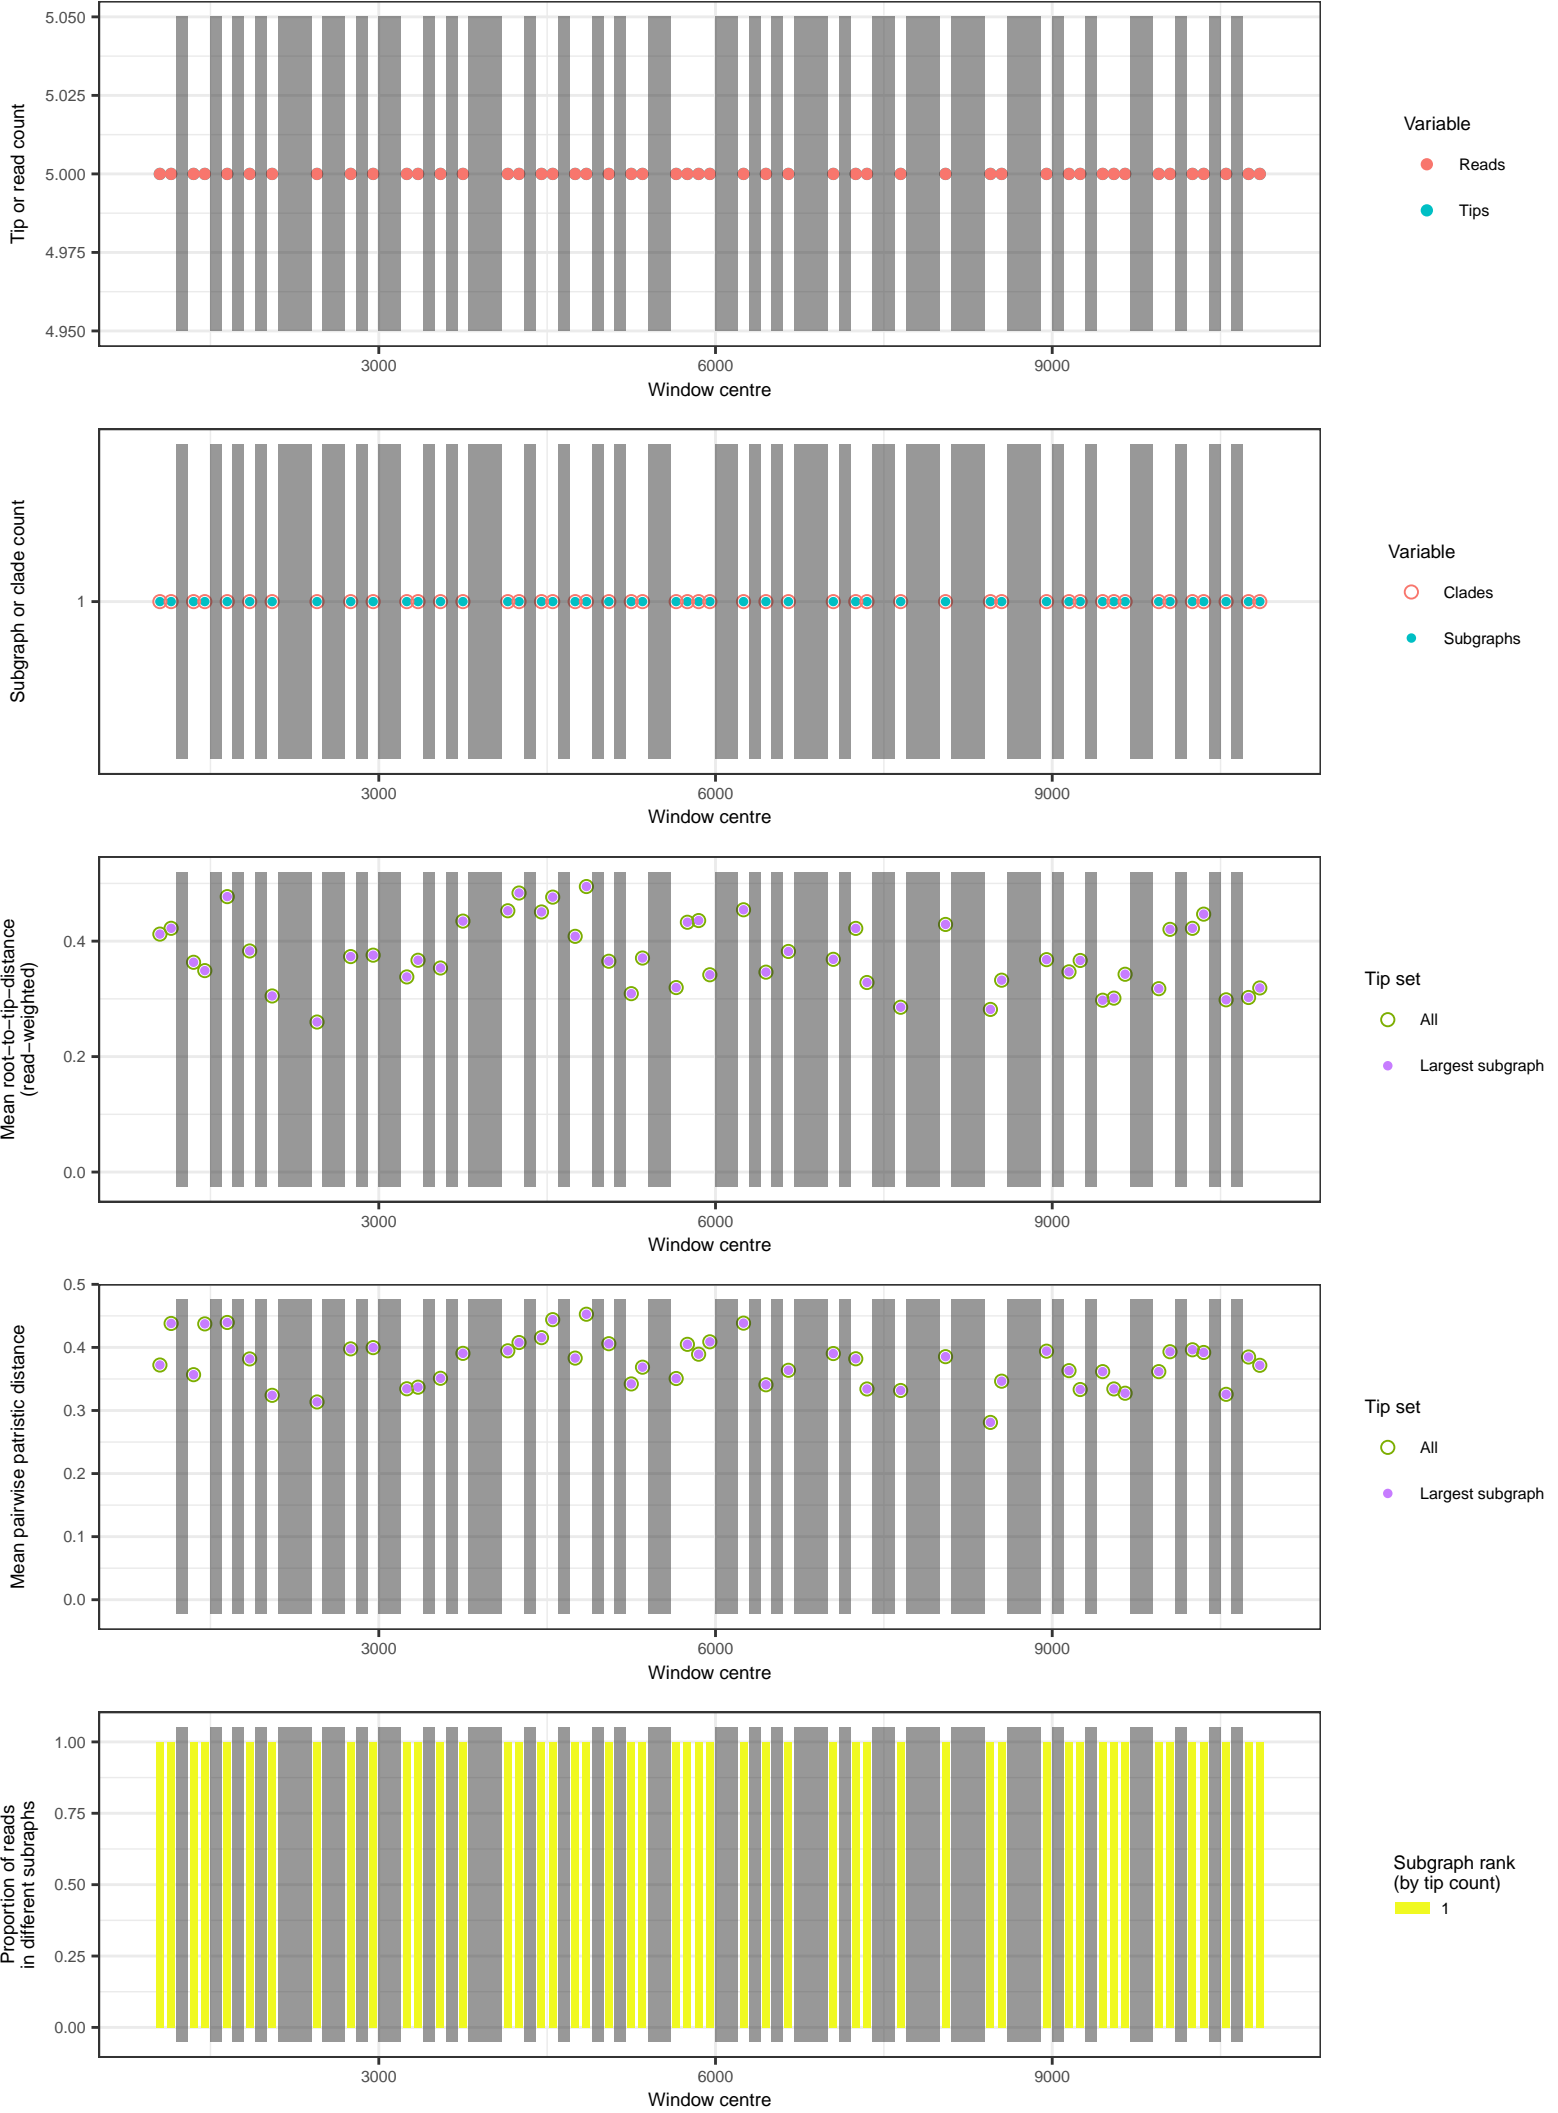 5.050
5.025
5.000
4.975
4.950
Tip or read count
3000
6000
9000
Window centre
Variable
Reads
Tips
Subgraph or clade count
1
3000
6000
9000
Window centre
Variable
Clades
Subgraphs
Mean root−to−tip−distance
(read−weighted)
0.4
0.2
0.0
3000
6000
9000
Window centre
Tip set
All
Largest subgraph
Mean pairwise patristic distance
0.5
0.4
0.3
0.2
0.1
0.0
3000
6000
9000
Window centre
Tip set
All
Largest subgraph
Proportion of reads
in different subraphs
1.00
0.75
0.50
0.25
0.00
3000
6000
9000
Window centre
Subgraph rank
(by tip count)
1